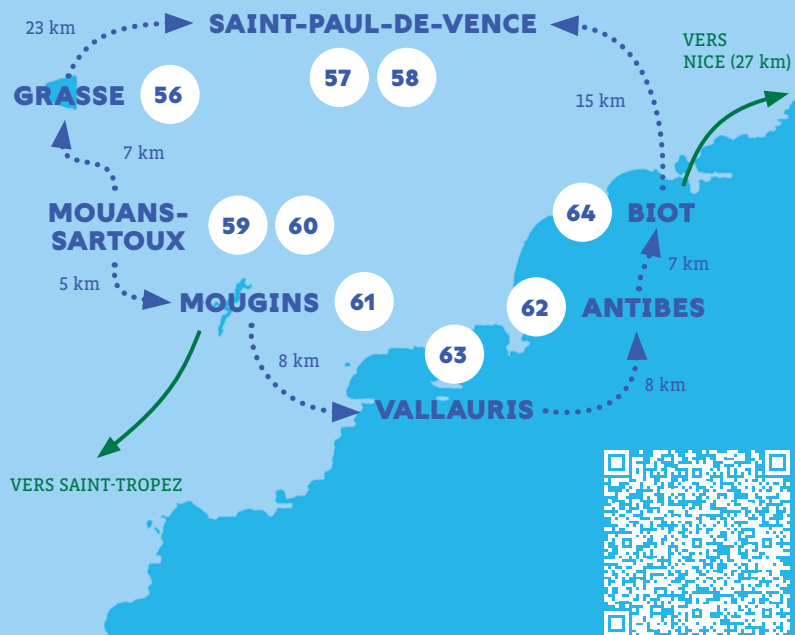 23 km
SAINT-PAUL-DE-VENCE
VERS
NICE (27 km)
57
58
GRASSE
56
15 km
7 km
MOUANS-
SARTOUX
59
60
64
BIOT
5 km
7 km
MOUGINS
61
62
ANTIBES
63
8 km
8 km
VALLAURIS
VERS SAINT-TROPEZ